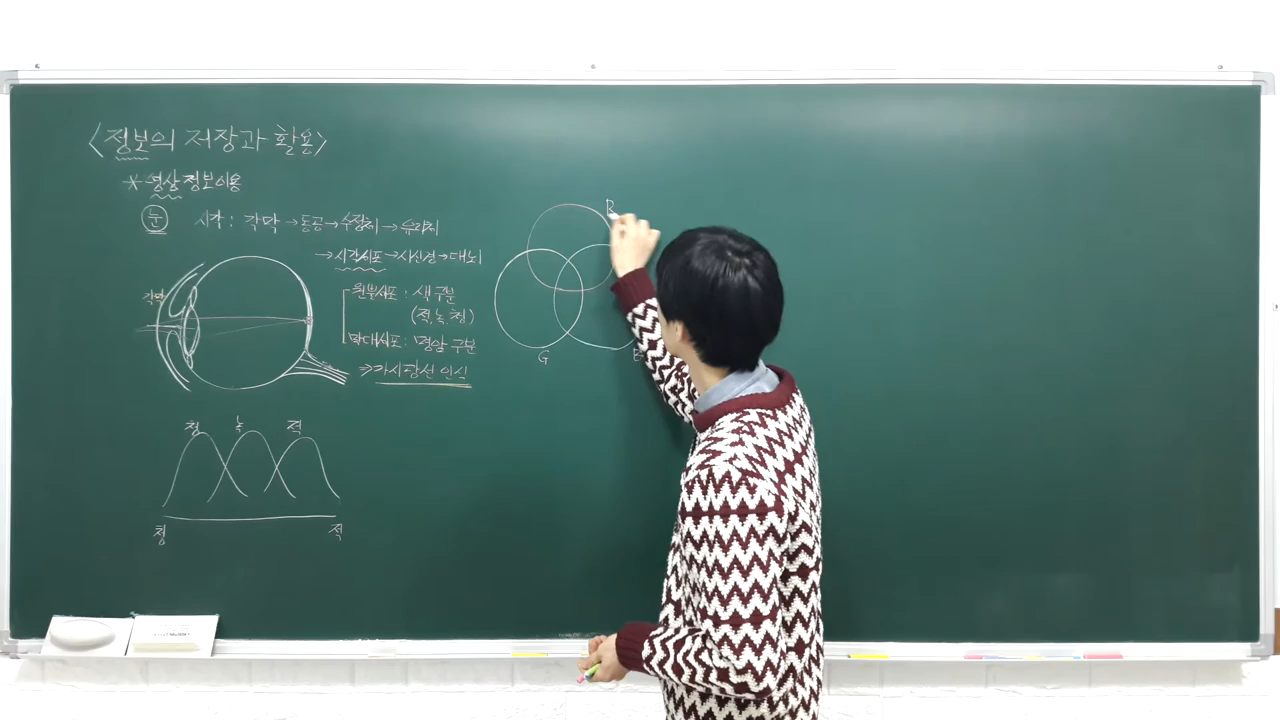 <정보의 저장과 활용>
* 영상 정보이용
눈 시각 : 각막 → 동공 → 수정체 → 유리체
→ 시각세포 → 시신경 → 대뇌
각막
원뿔세포 : 색 구분
(적, 녹, 청)
막대세포 : 명암 구분
⇒ 가시광선 인식
청 녹 적
청 적
R
G
B